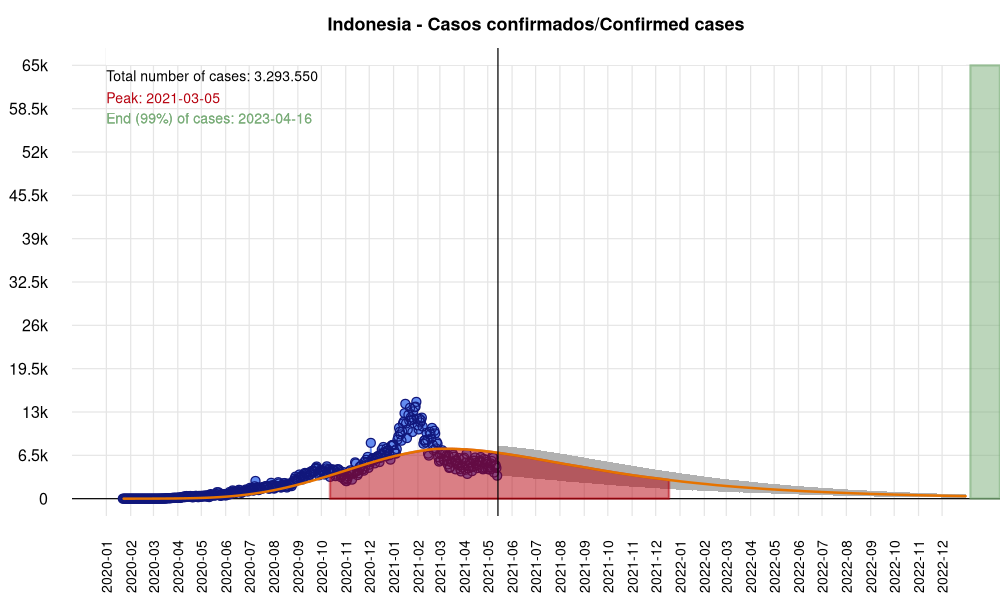 Indonesia - Casos confirmados/Confirmed cases
Total number of cases: 3.293.550
Peak: 2021-03-05
End (99%) of cases: 2023-04-16
65k
58.5k
52k
45.5k
39k
32.5k
26k
19.5k
13k
6.5k
0
2020-01
2020-02
2020-03
2020-04
2020-05
2020-06
2020-07
2020-08
2020-09
2020-10
2020-11
2020-12
2021-01
2021-02
2021-03
2021-04
2021-05
2021-06
2021-07
2021-08
2021-09
2021-10
2021-11
2021-12
2022-01
2022-02
2022-03
2022-04
2022-05
2022-06
2022-07
2022-08
2022-09
2022-10
2022-11
2022-12